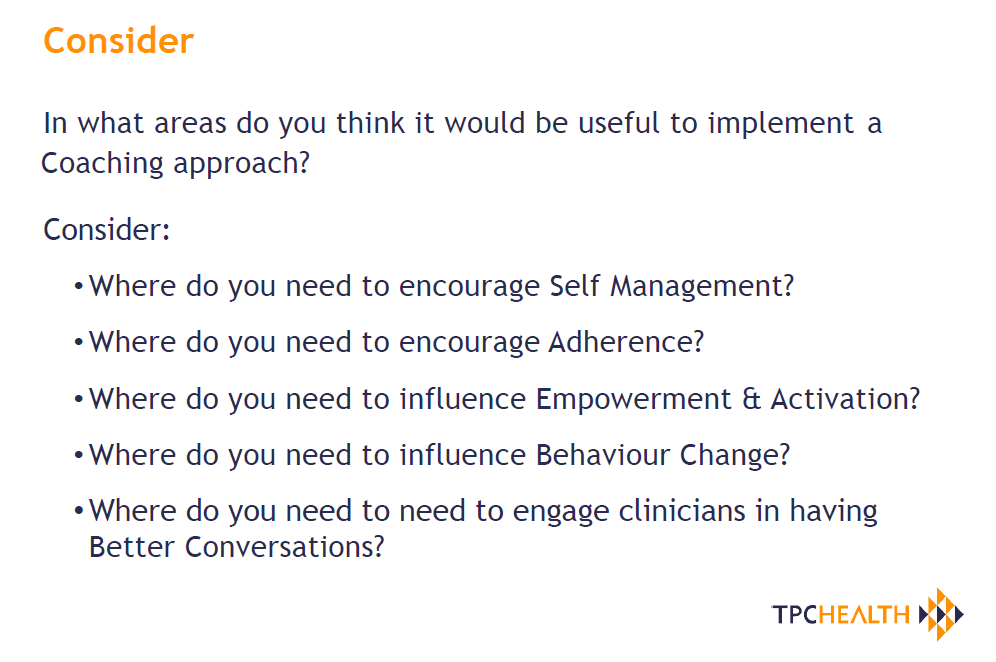 Consider
In what areas do you think it would be useful to implement a
Coaching approach?
Consider:
• Where do you need to encourage Self Management?
• Where do you need to encourage Adherence?
• Where do you need to influence Empowerment & Activation?
• Where do you need to influence Behaviour Change?
• Where do you need to need to engage clinicians in having
Better Conversations?
TPCHEALTH